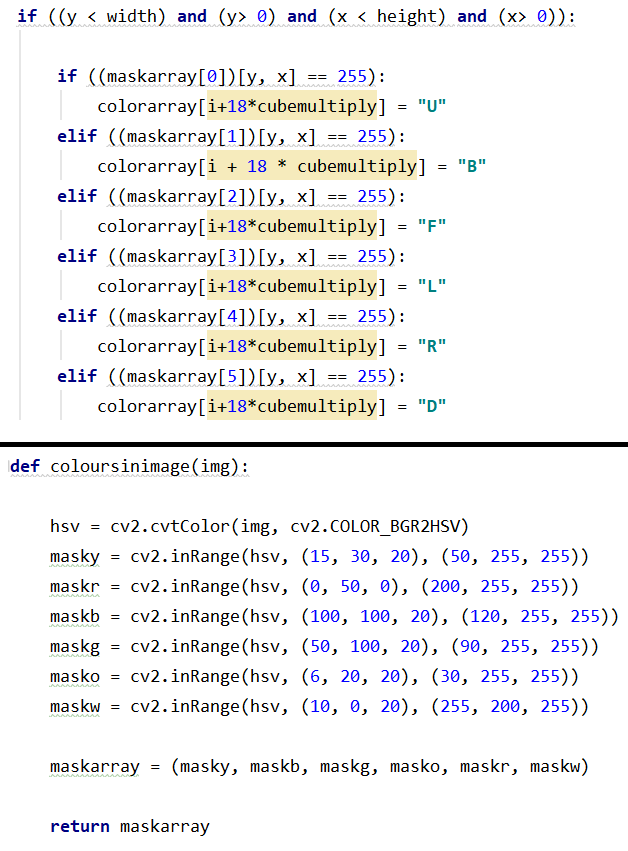 if ((y < width) and (y> 0) and (x < height) and (x> 0)):
if ((maskarray[0])[y, x] == 255):
colorarray[i+18*cubemultiply] = "U"
elif ((maskarray[1])[y, x] == 255):
colorarray[i + 18 * cubemultiply] = "B"
elif ((maskarray[2])[y, x] == 255):
colorarray[i+18*cubemultiply] = "F"
elif ((maskarray[3])[y, x] == 255):
colorarray[i+18*cubemultiply] = "L"
elif ((maskarray[4])[y, x] == 255):
colorarray[i+18*cubemultiply] = "R"
elif ((maskarray[5])[y, x] == 255):
colorarray[i+18*cubemultiply] = "D"
def coloursinimage(img):
hsv = cv2.cvtColor(img, cv2.COLOR_BGR2HSV)
masky = cv2.inRange(hsv, (15, 30, 20), (50, 255, 255))
maskr = cv2.inRange(hsv, (0, 50, 0), (200, 255, 255))
maskb = cv2.inRange(hsv, (100, 100, 20), (120, 255, 255))
maskg = cv2.inRange(hsv, (50, 100, 20), (90, 255, 255))
masko = cv2.inRange(hsv, (6, 20, 20), (30, 255, 255))
maskw = cv2.inRange(hsv, (10, 0, 20), (255, 200, 255))
maskarray = (masky, maskb, maskg, masko, maskr, maskw)
return maskarray